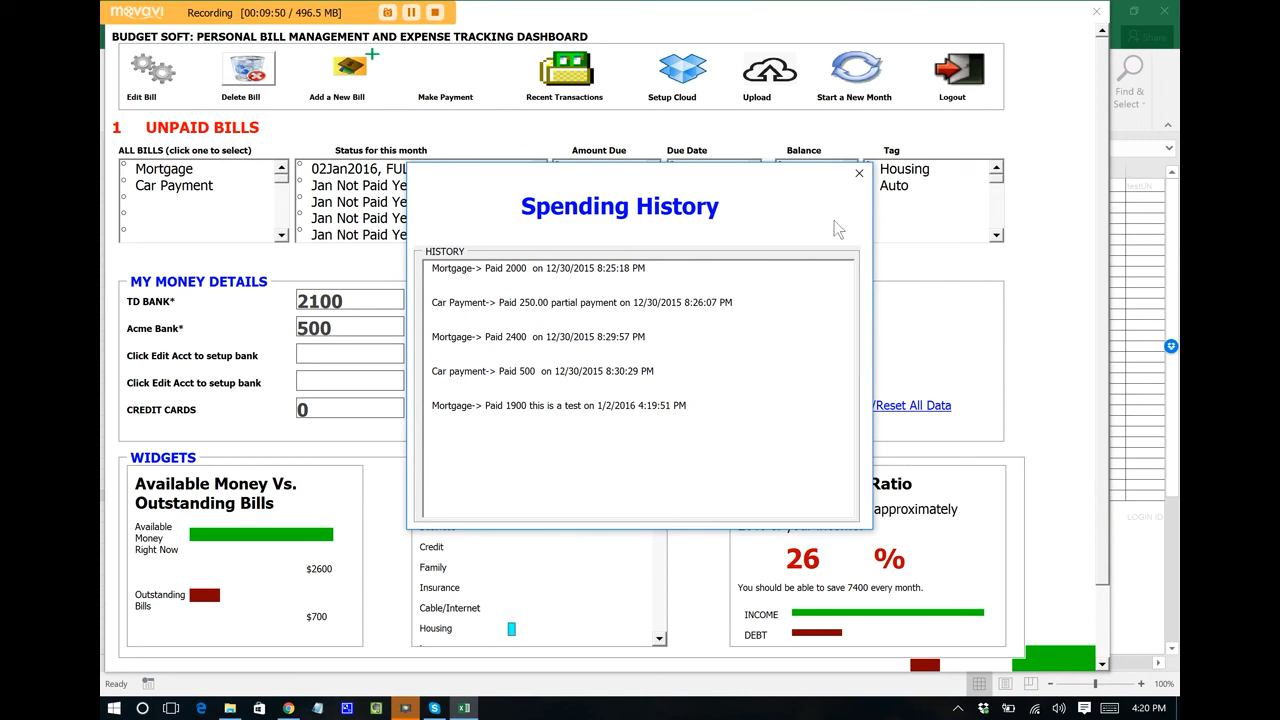 movavi Recording [00:09:50 / 496.5 MB]
BUDGET SOFT: PERSONAL BILL MANAGEMENT AND EXPENSE TRACKING DASHBOARD
Share
Edit Bill Delete Bill Add a New Bill Make Payment Recent Transactions Setup Cloud Upload Start a New Month Logout
Find &
Select
1 UNPAID BILLS
ALL BILLS (click one to select) Status for this month Amount Due Due Date Balance Tag
Mortgage 02Jan2016, FUL Housing
Car Payment Jan Not Paid Ye Auto
Jan Not Paid Ye
Jan Not Paid Ye
Jan Not Paid Ye
testUN
Spending History
HISTORY
Mortgage-> Paid 2000 on 12/30/2015 8:25:18 PM
Car Payment-> Paid 250.00 partial payment on 12/30/2015 8:26:07 PM
Mortgage-> Paid 2400 on 12/30/2015 8:29:57 PM
Car payment-> Paid 500 on 12/30/2015 8:30:29 PM
Mortgage-> Paid 1900 this is a test on 1/2/2016 4:19:51 PM
MY MONEY DETAILS
TD BANK* 2100
Acme Bank* 500
Click Edit Acct to setup bank
Click Edit Acct to setup bank
CREDIT CARDS 0
/Reset All Data
WIDGETS
Available Money Vs.
Outstanding Bills
Available
Money
Right Now
$2600
Outstanding
Bills
$700
Credit
Family
Insurance
Cable/Internet
Housing
Ratio
approximately
26 %
You should be able to save 7400 every month.
INCOME
DEBT
LOGIN ID
Ready 100%
4:20 PM